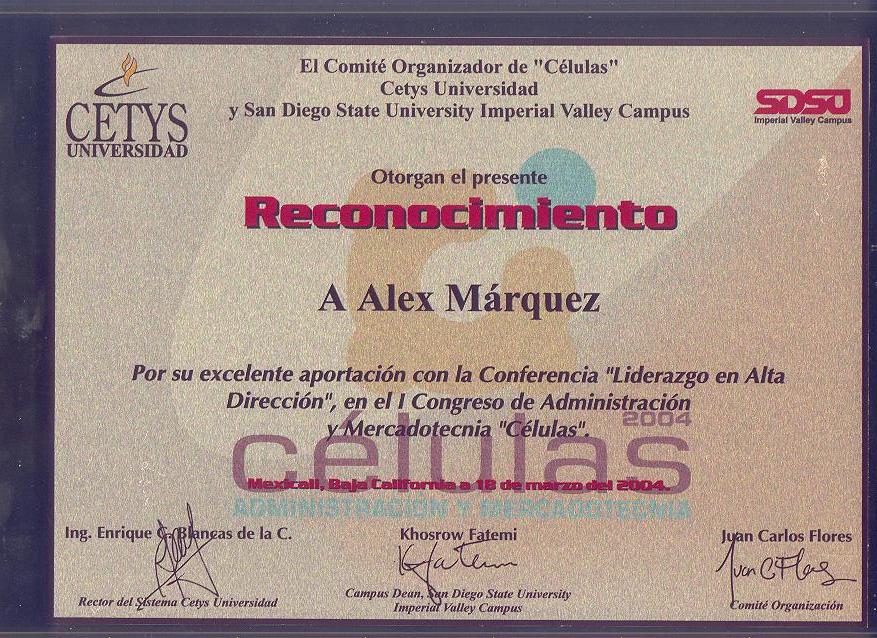 El Comité Organizador de "Células"
Cetys Universidad
y San Diego State University Imperial Valley Campus
CETYS
UNIVERSIDAD
SDSU
Imperial Valley Campus
Otorgan el presente
Reconocimiento
A Alex Márquez
Por su excelente aportación con la Conferencia "Liderazgo en Alta
Dirección", en el I Congreso de Administración
y Mercadotecnia "Células".
2004
células
Mexicali, Baja California a 18 de marzo del 2004.
ADMINISTRACIÓN Y MERCADOTECNIA
Ing. Enrique C. Blancas de la C.
Khosrow Fatemi
Juan Carlos Flores
KFatemi
Juan C Flores
Rector del Sistema Cetys Universidad
Campus Dean, San Diego State University
Imperial Valley Campus
Comité Organización